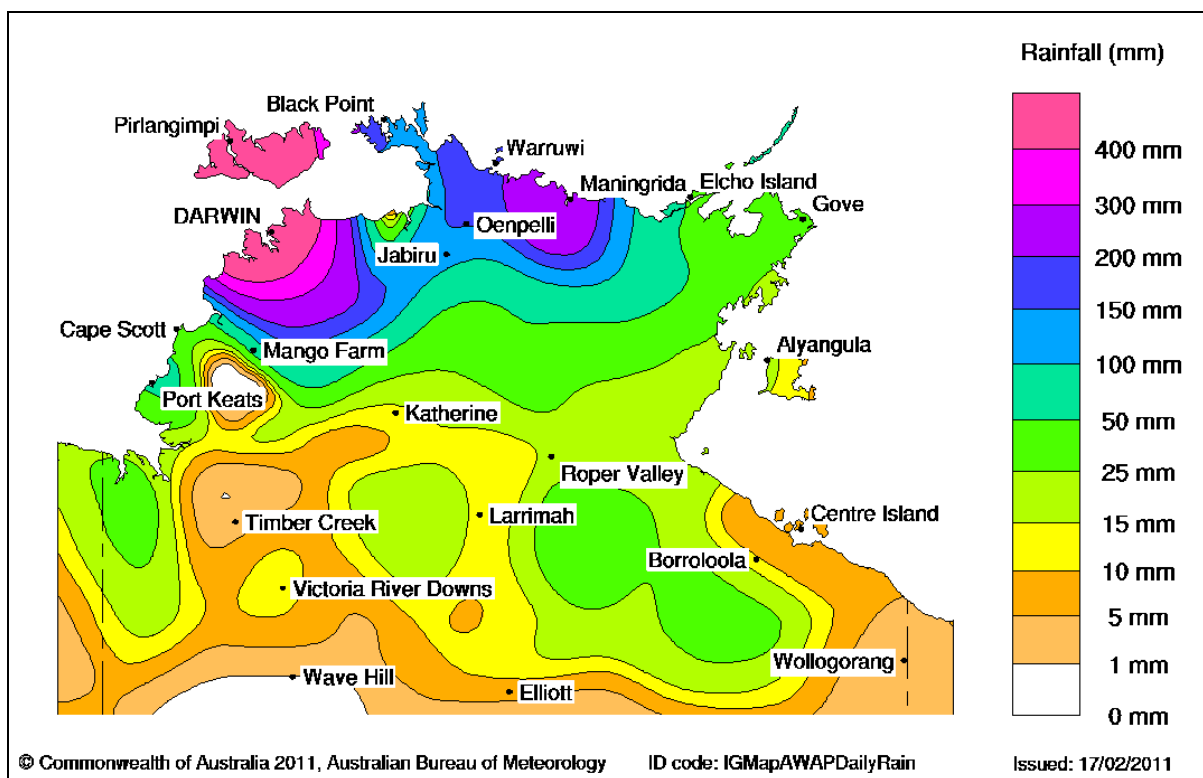 Rainfall (mm)
Black Point
Pirlangimpi
400 mm
Warruwi
Maningrida
Elcho Island
300 mm
DARWIN
Gove
Oenpelli
200 mm
Jabiru
150 mm
Cape Scott
Mango Farm
Alyangula
100 mm
Port Keats
Katherine
50 mm
Roper Valley
25 mm
Timber Creek
Larrimah
Centre Island
15 mm
Borroloola
10 mm
Victoria River Downs
5 mm
Wollogorang
1 mm
Wave Hill
Elliott
0 mm
© Commonwealth of Australia 2011, Australian Bureau of Meteorology ID code: IGMapAWAPDailyRain Issued: 17/02/2011